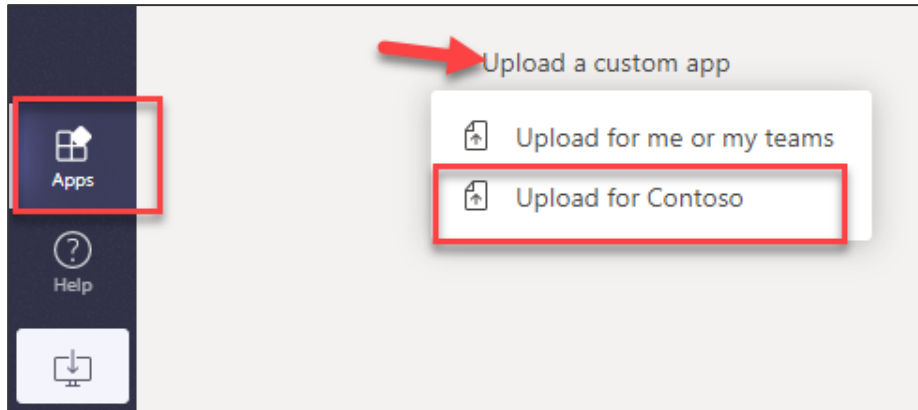 Upload a custom app
Upload for me or my teams
Upload for Contoso
Apps
Help